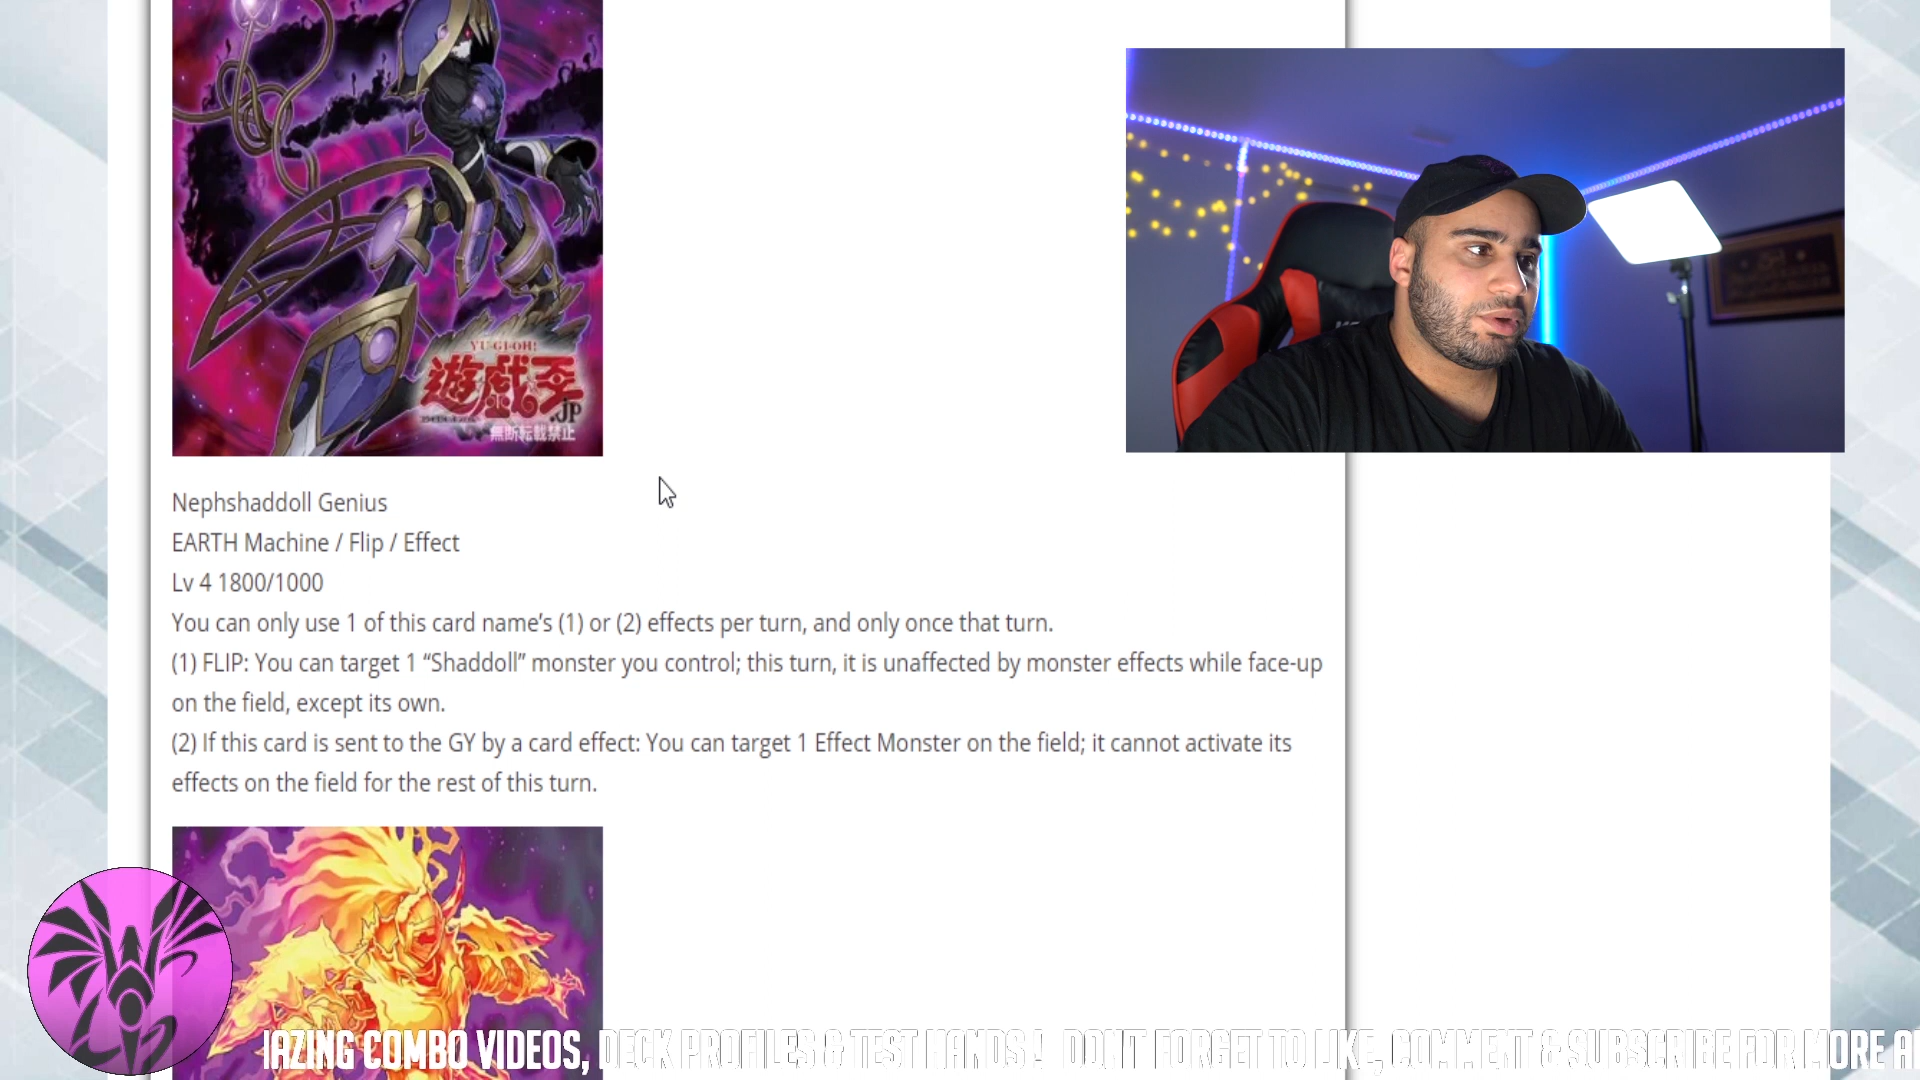 YU-GI-OH!
遊戯王
.jp
無断転載禁止
Nephshaddoll Genius
EARTH Machine / Flip / Effect
Lv 4 1800/1000
You can only use 1 of this card name’s (1) or (2) effects per turn, and only once that turn.
(1) FLIP: You can target 1 “Shaddoll” monster you control; this turn, it is unaffected by monster effects while face-up
on the field, except its own.
(2) If this card is sent to the GY by a card effect: You can target 1 Effect Monster on the field; it cannot activate its
effects on the field for the rest of this turn.
IAZING COMBO VIDEOS, DECK PROFILES & TEST HANDS! DON'T FORGET TO LIKE, COMMENT & SUBSCRIBE FOR MORE A